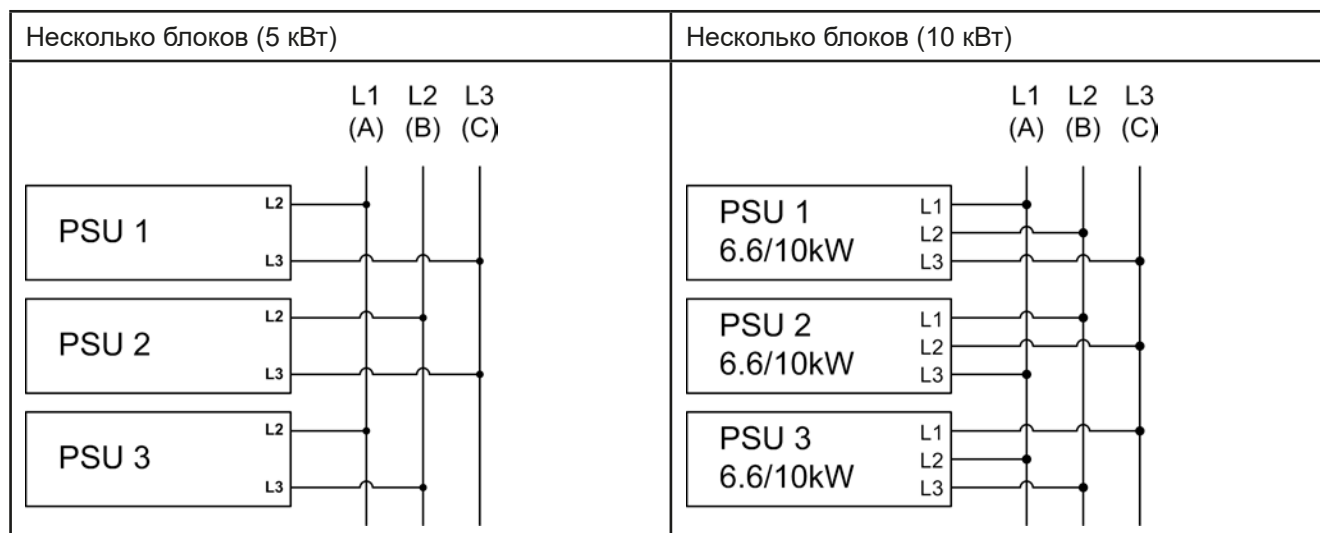 Несколько блоков (5 кВт)
L1 L2 L3
(A) (B) (C)
PSU 1
L2
L3
PSU 2
L2
L3
PSU 3
L2
L3
Несколько блоков (10 кВт)
L1 L2 L3
(A) (B) (C)
PSU 1
6.6/10kW
L1
L2
L3
PSU 2
6.6/10kW
L1
L2
L3
PSU 3
6.6/10kW
L1
L2
L3